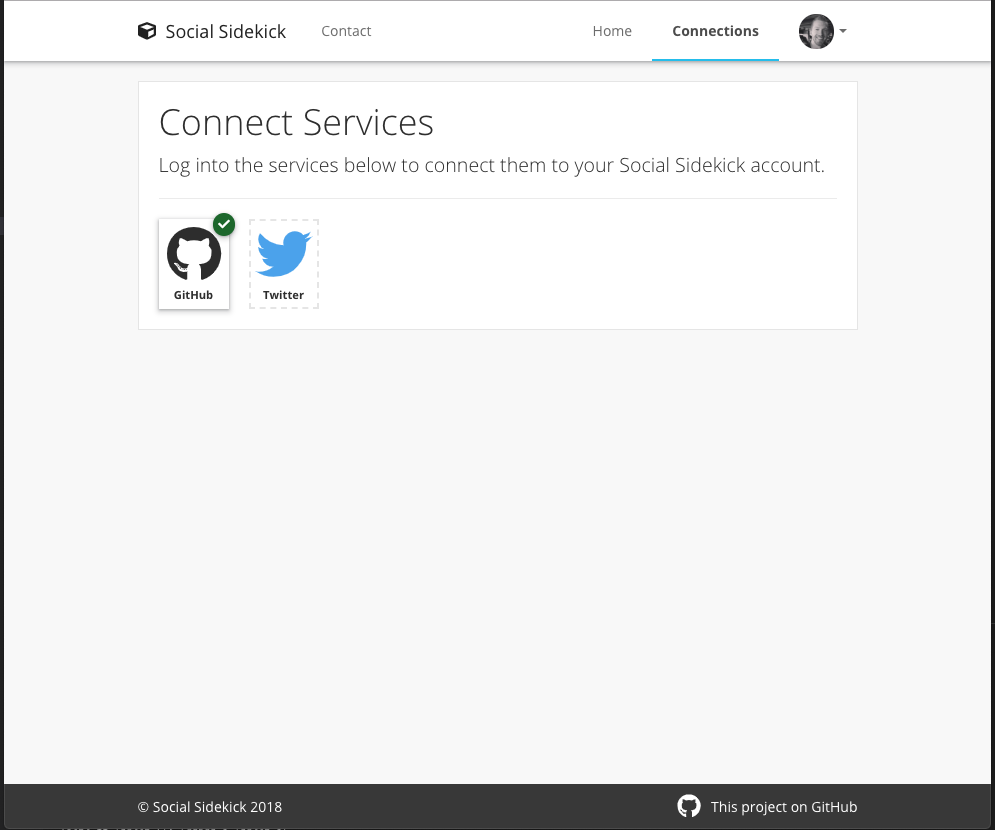 Social Sidekick
Contact
Home
Connections
Connect Services
Log into the services below to connect them to your Social Sidekick account.
GitHub
Twitter
© Social Sidekick 2018
This project on GitHub